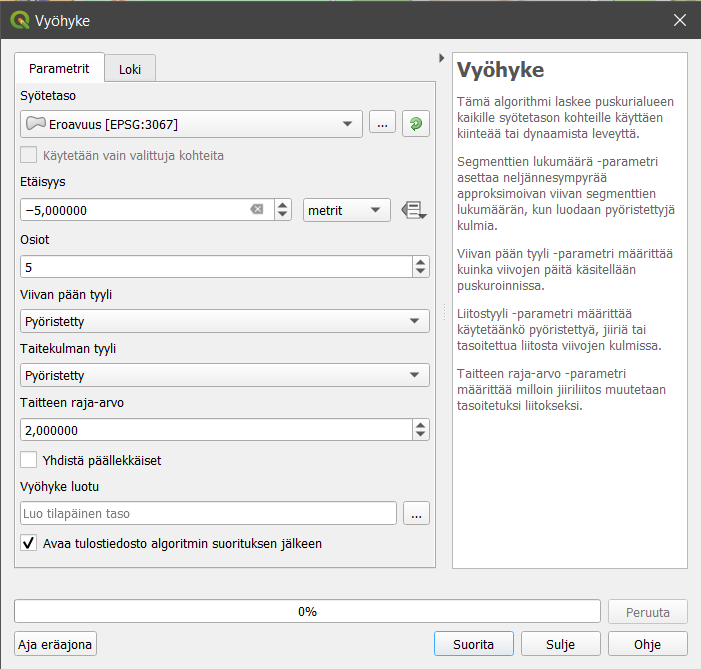 Vyöhyke
Parametrit
Loki
Syötetaso
Eroavuus [EPSG:3067]
...
Käytetään vain valittuja kohteita
Etäisyys
−5,000000
metrit
Osiot
5
Viivan pään tyyli
Pyöristetty
Taitekulman tyyli
Pyöristetty
Taitteen raja-arvo
2,000000
Yhdistä päällekkäiset
Vyöhyke luotu
Luo tilapäinen taso
...
Avaa tulostiedosto algoritmin suorituksen jälkeen
Vyöhyke
Tämä algoritmi laskee puskurialueen
kaikille syötetason kohteille käyttäen
kiinteää tai dynaamista leveyttä.
Segmenttien lukumäärä -parametri
asettaa neljännesympyrää
approksimoivan viivan segmenttien
lukumäärän, kun luodaan pyöristettyjä
kulmia.
Viivan pään tyyli -parametri määrittää
kuinka viivojen päitä käsitellään
puskuroinnissa.
Liitostyyli -parametri määrittää
käytetäänkö pyöristettyä, jiiriä tai
tasoitettua liitosta viivojen kulmissa.
Taitteen raja-arvo -parametri
määrittää milloin jiiriliitos muutetaan
tasoitetuksi liitokseksi.
0%
Peruuta
Aja eräajona
Suorita
Sulje
Ohje